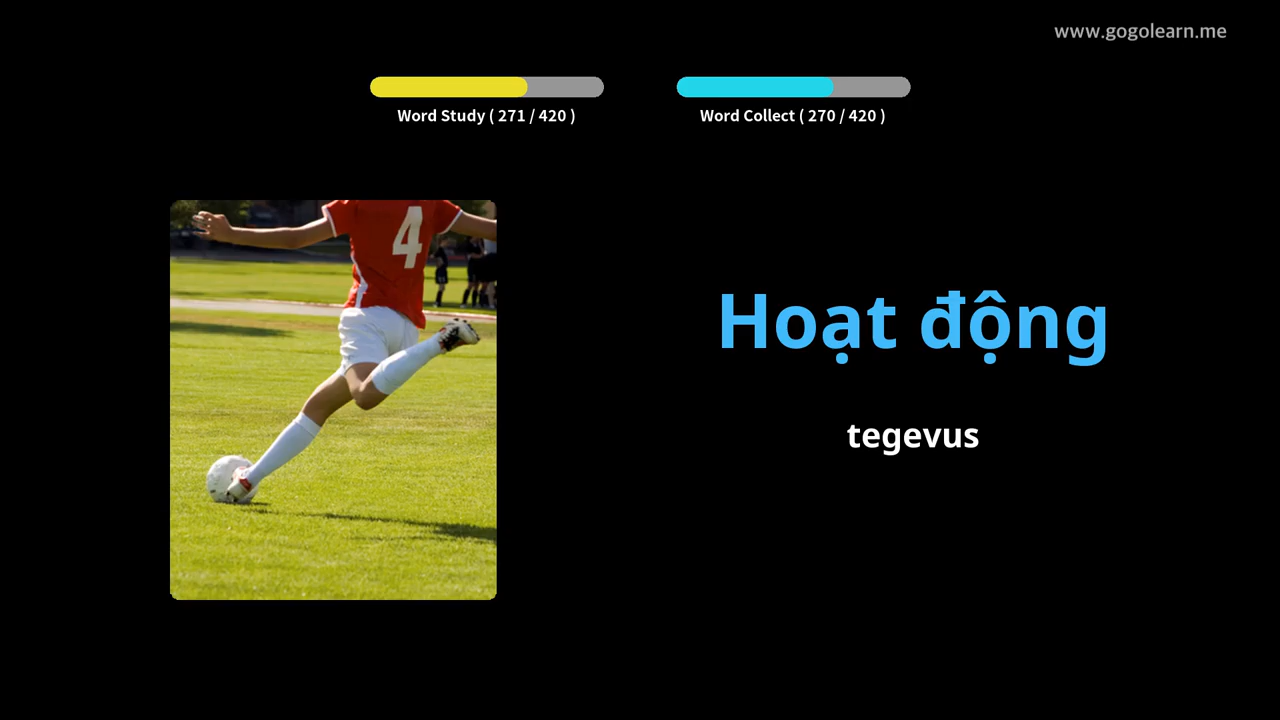 www.gogolearn.me
Word Study ( 271 / 420 )
Word Collect ( 270 / 420 )
4
Hoạt động
tegevus